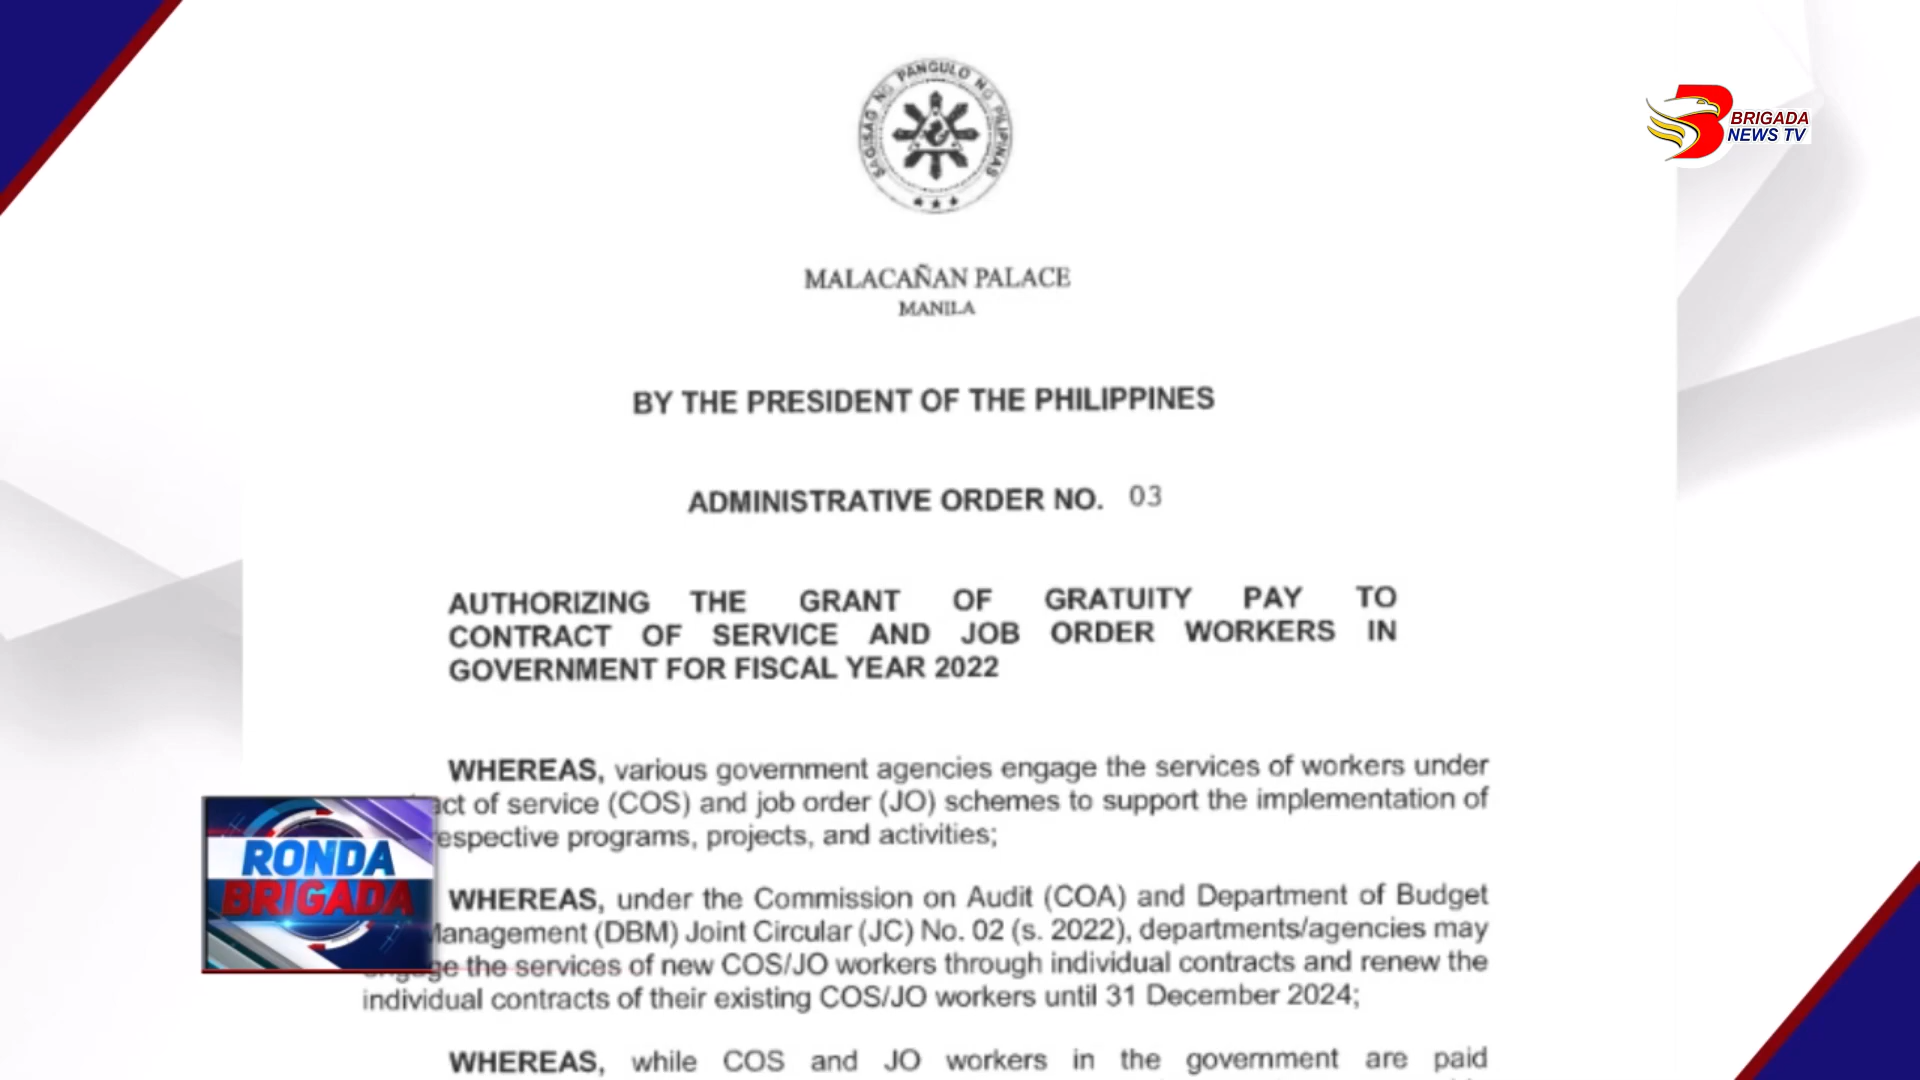 SAGISAG NG PANGULO NG PILIPINAS
BRIGADA
NEWS TV
MALACAÑAN PALACE
MANILA
BY THE PRESIDENT OF THE PHILIPPINES
ADMINISTRATIVE ORDER NO. 03
AUTHORIZING THE GRANT OF GRATUITY PAY TO
CONTRACT OF SERVICE AND JOB ORDER WORKERS IN
GOVERNMENT FOR FISCAL YEAR 2022
WHEREAS, various government agencies engage the services of workers under
act of service (COS) and job order (JO) schemes to support the implementation of
espective programs, projects, and activities;
WHEREAS, under the Commission on Audit (COA) and Department of Budget
Management (DBM) Joint Circular (JC) No. 02 (s. 2022), departments/agencies may
engage the services of new COS/JO workers through individual contracts and renew the
individual contracts of their existing COS/JO workers until 31 December 2024;
WHEREAS, while COS and JO workers in the government are paid
RONDA
BRIGADA